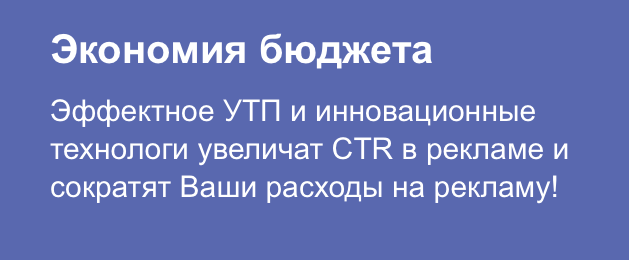 Экономия бюджета
Эффектное УТП и инновационные
технологи увеличат CTR в рекламе и
сократят Ваши расходы на рекламу!